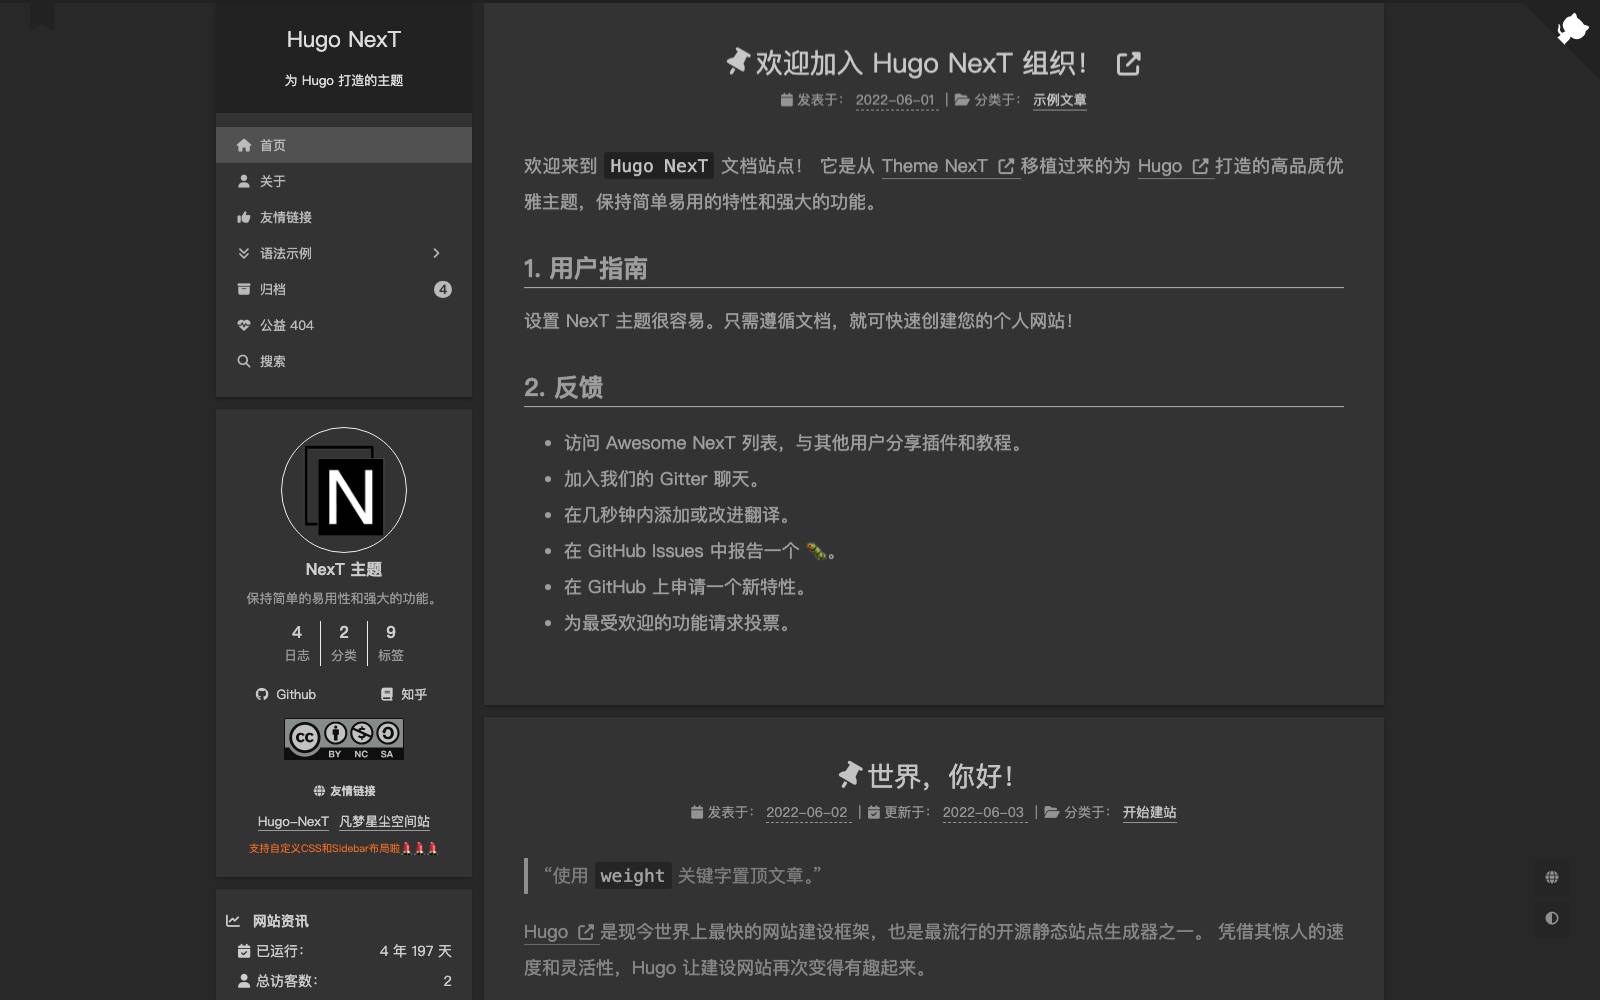 Hugo NexT
为 Hugo 打造的主题
首页
关于
友情链接
语法示例
归档 4
公益 404
搜索
N
NexT 主题
保持简单的易用性和强大的功能。
4 2 9
日志 分类 标签
Github 知乎
cc BY NC SA
友情链接
Hugo-NexT 凡梦星尘空间站
支持自定义CSS和Sidebar布局啦💄💄💄
网站资讯
已运行： 4 年 197 天
总访客数： 2
欢迎加入 Hugo NexT 组织！
发表于： 2022-06-01 | 分类于： 示例文章
欢迎来到 Hugo NexT 文档站点！ 它是从 Theme NexT 移植过来的为 Hugo 打造的高品质优
雅主题，保持简单易用的特性和强大的功能。
1. 用户指南
设置 NexT 主题很容易。只需遵循文档，就可快速创建您的个人网站！
2. 反馈
• 访问 Awesome NexT 列表，与其他用户分享插件和教程。
• 加入我们的 Gitter 聊天。
• 在几秒钟内添加或改进翻译。
• 在 GitHub Issues 中报告一个 🐛。
• 在 GitHub 上申请一个新特性。
• 为最受欢迎的功能请求投票。
世界，你好！
发表于： 2022-06-02 | 更新于： 2022-06-03 | 分类于： 开始建站
“使用 weight 关键字置顶文章。”
Hugo 是现今世界上最快的网站建设框架，也是最流行的开源静态站点生成器之一。 凭借其惊人的速
度和灵活性，Hugo 让建设网站再次变得有趣起来。